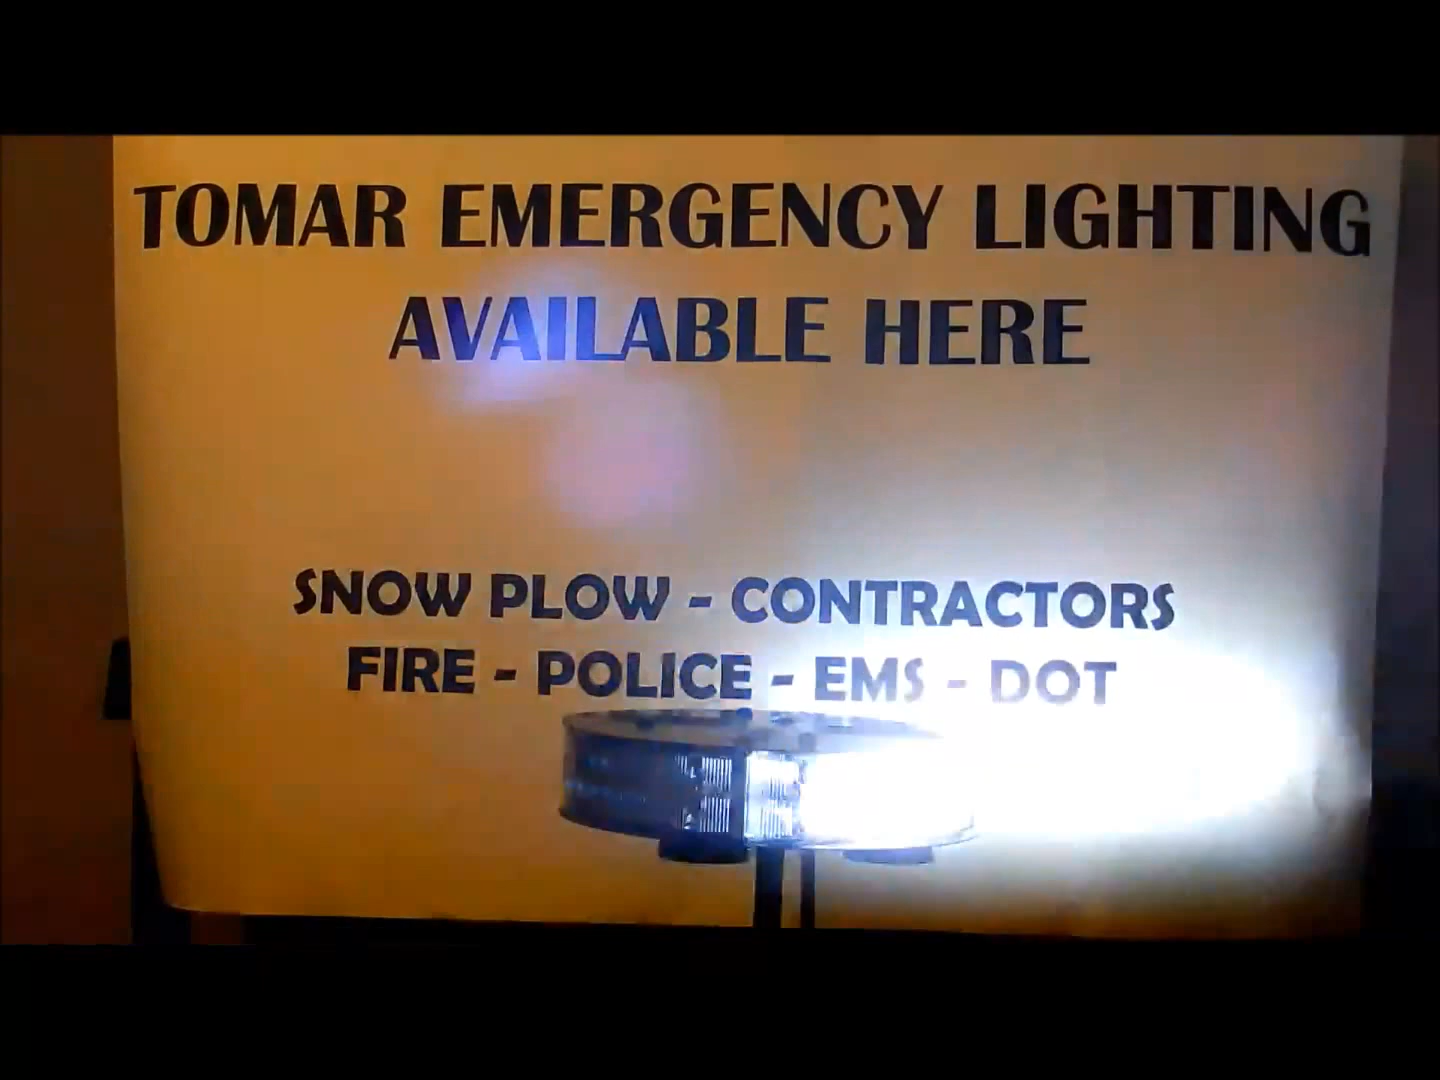 TOMAR EMERGENCY LIGHTING
AVAILABLE HERE
SNOW PLOW - CONTRACTORS
FIRE - POLICE - EMS - DOT